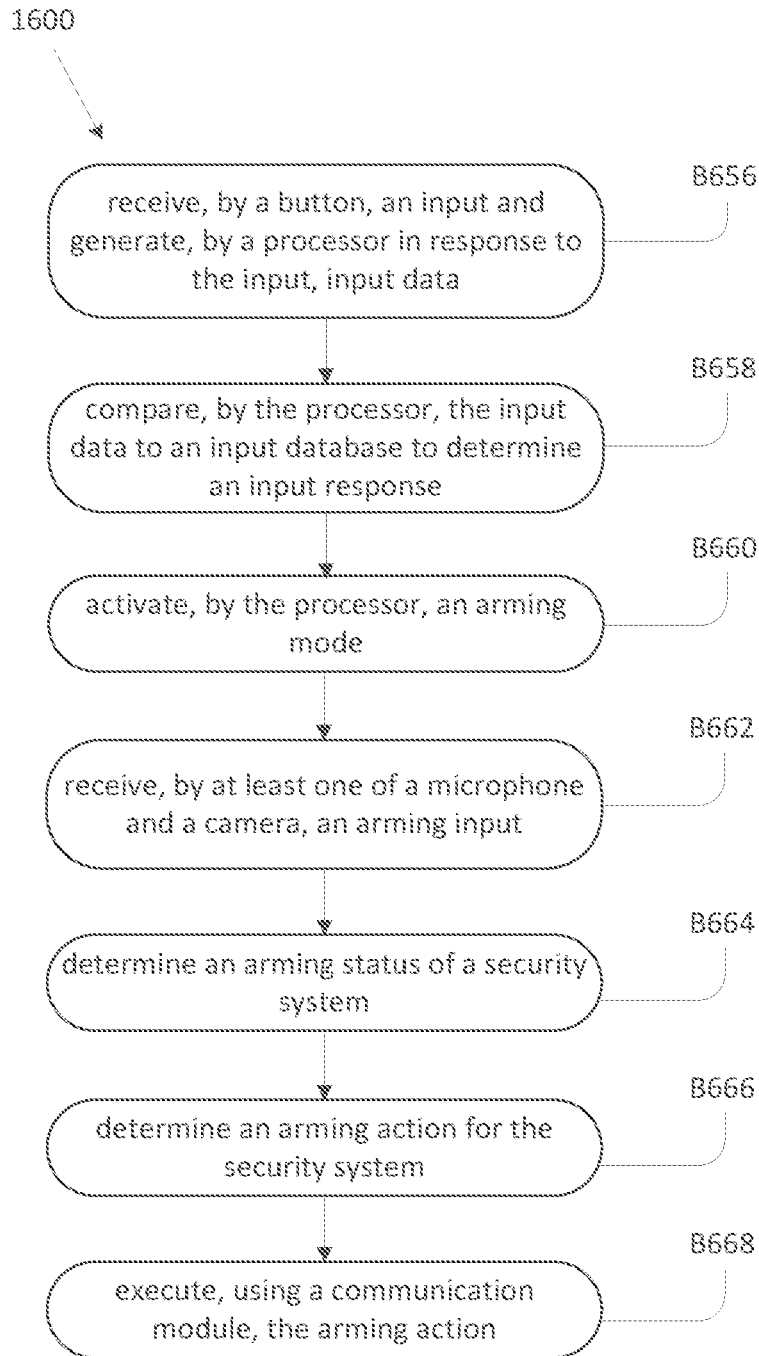 1600
B656
receive, by a button, an input and
generate, by a processor in response to
the input, input data
B658
compare, by the processor, the input
data to an input database to determine
an input response
B660
activate, by the processor, an arming
mode
B662
receive, by at least one of a microphone
and a camera, an arming input
B664
determine an arming status of a security
system
B666
determine an arming action for the
security system
B668
execute, using a communication
module, the arming action